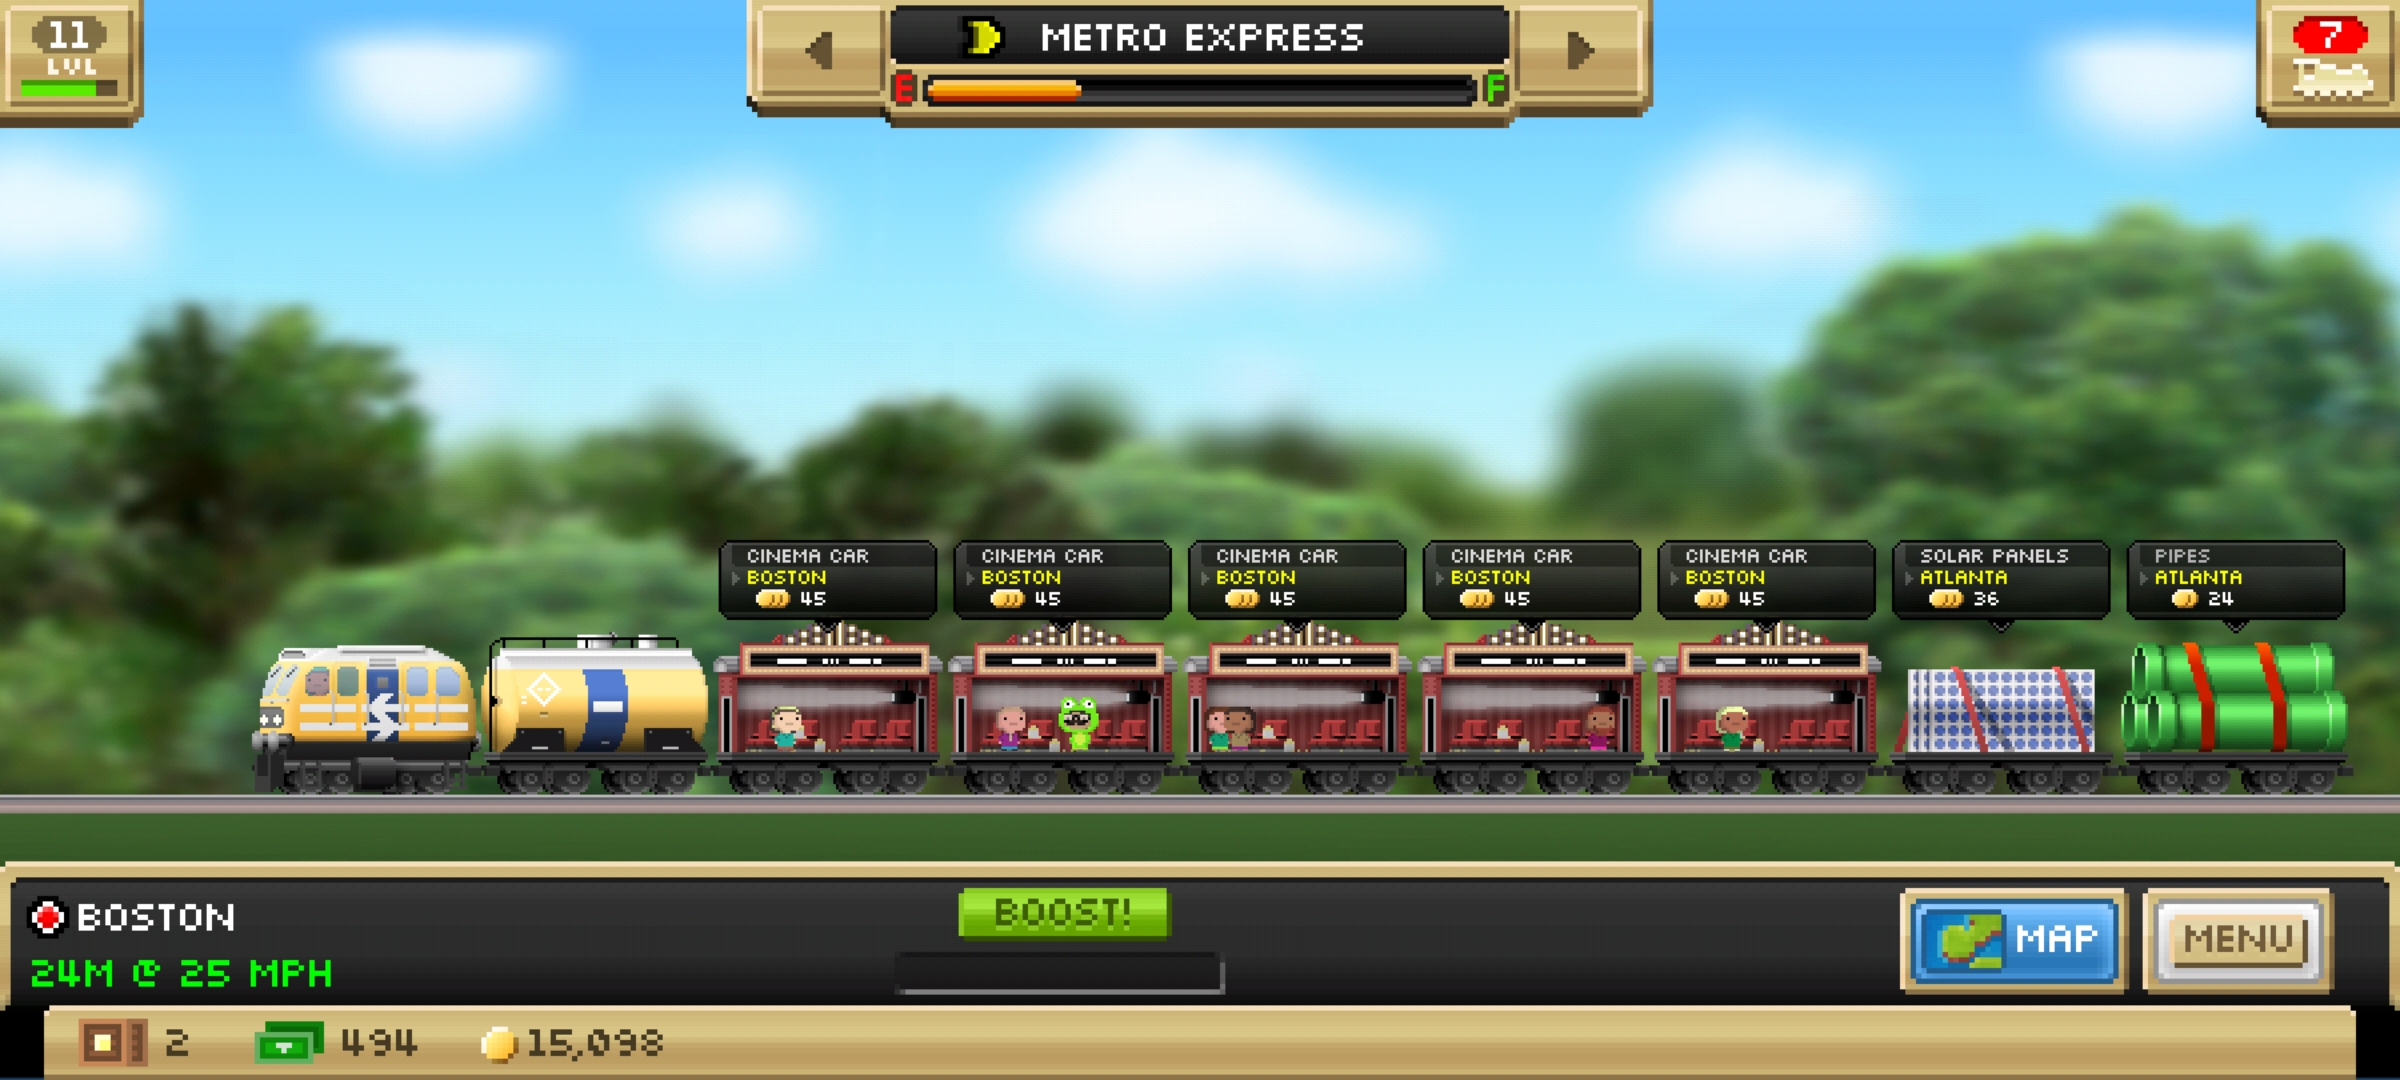 11
LVL
METRO EXPRESS
E F
7
CINEMA CAR
BOSTON
45
CINEMA CAR
BOSTON
45
CINEMA CAR
BOSTON
45
CINEMA CAR
BOSTON
45
CINEMA CAR
BOSTON
45
SOLAR PANELS
ATLANTA
36
PIPES
ATLANTA
24
BOSTON
24M @ 25 MPH
BOOST!
MAP
MENU
2
494
15,098